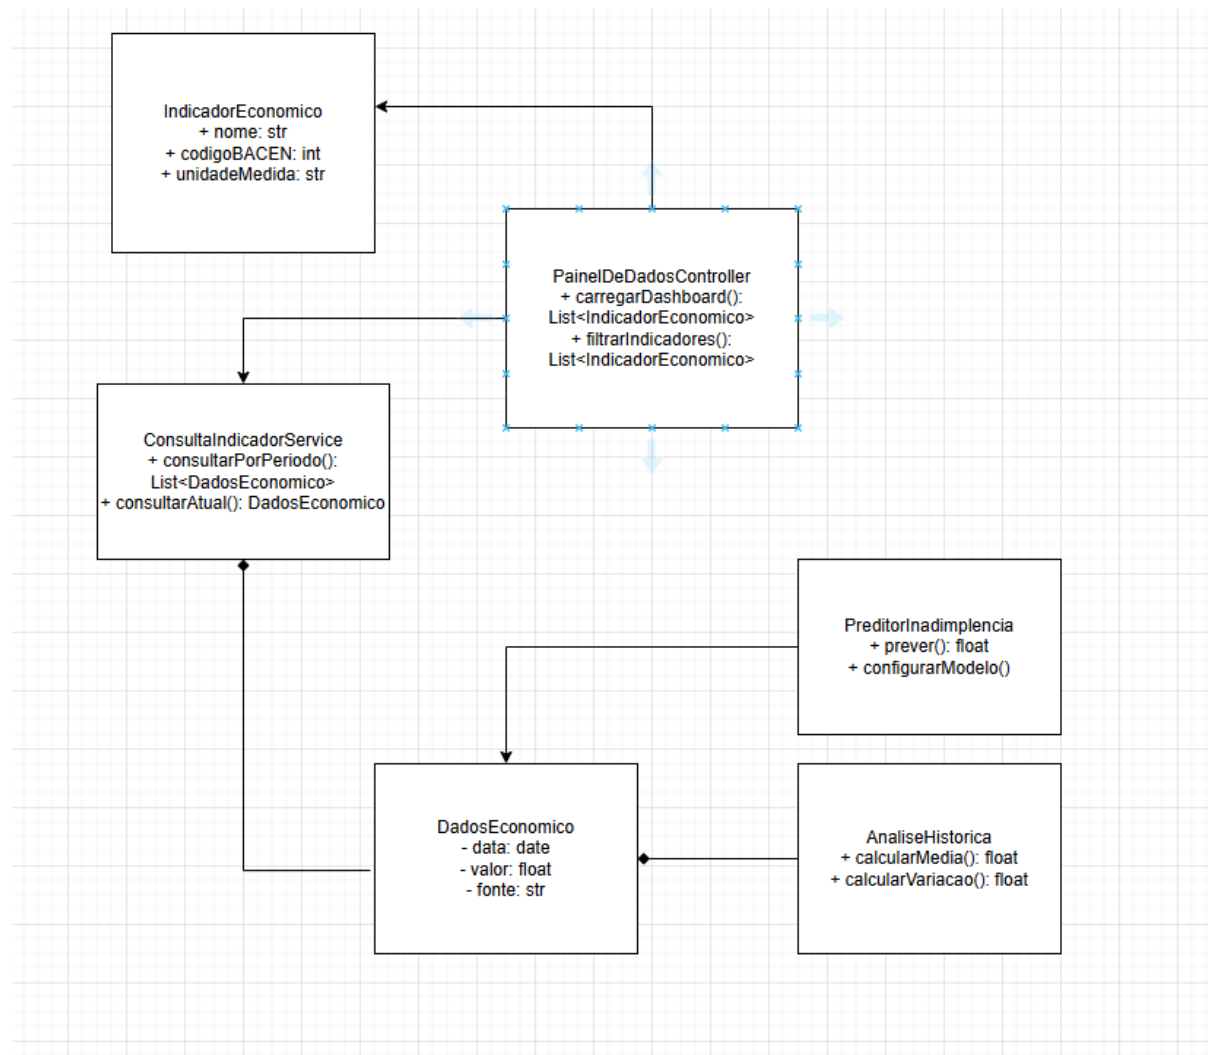 IndicadorEconomico
+ nome: str
+ codigoBACEN: int
+ unidadeMedida: str
PainelDeDadosController
+ carregarDashboard():
List<IndicadorEconomico>
+ filtrarIndicadores():
List<IndicadorEconomico>
ConsultaIndicadorService
+ consultarPorPeriodo():
List<DadosEconomico>
+ consultarAtual(): DadosEconomico
PreditorInadimplencia
+ prever(): float
+ configurarModelo()
DadosEconomico
- data: date
- valor: float
- fonte: str
AnaliseHistorica
+ calcularMedia(): float
+ calcularVariacao(): float